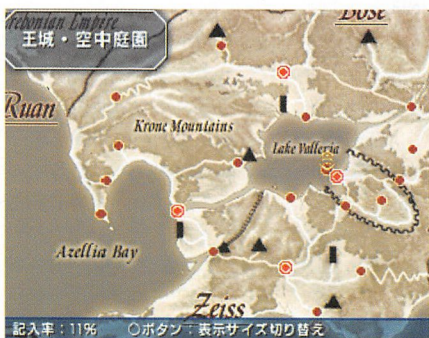 Erebonian Empire
王城・空中庭園
Bose
Ruan
Krone Mountains
Lake Valleria
Azellia Bay
Zeiss
記入率：11%　○ボタン：表示サイズ切り替え